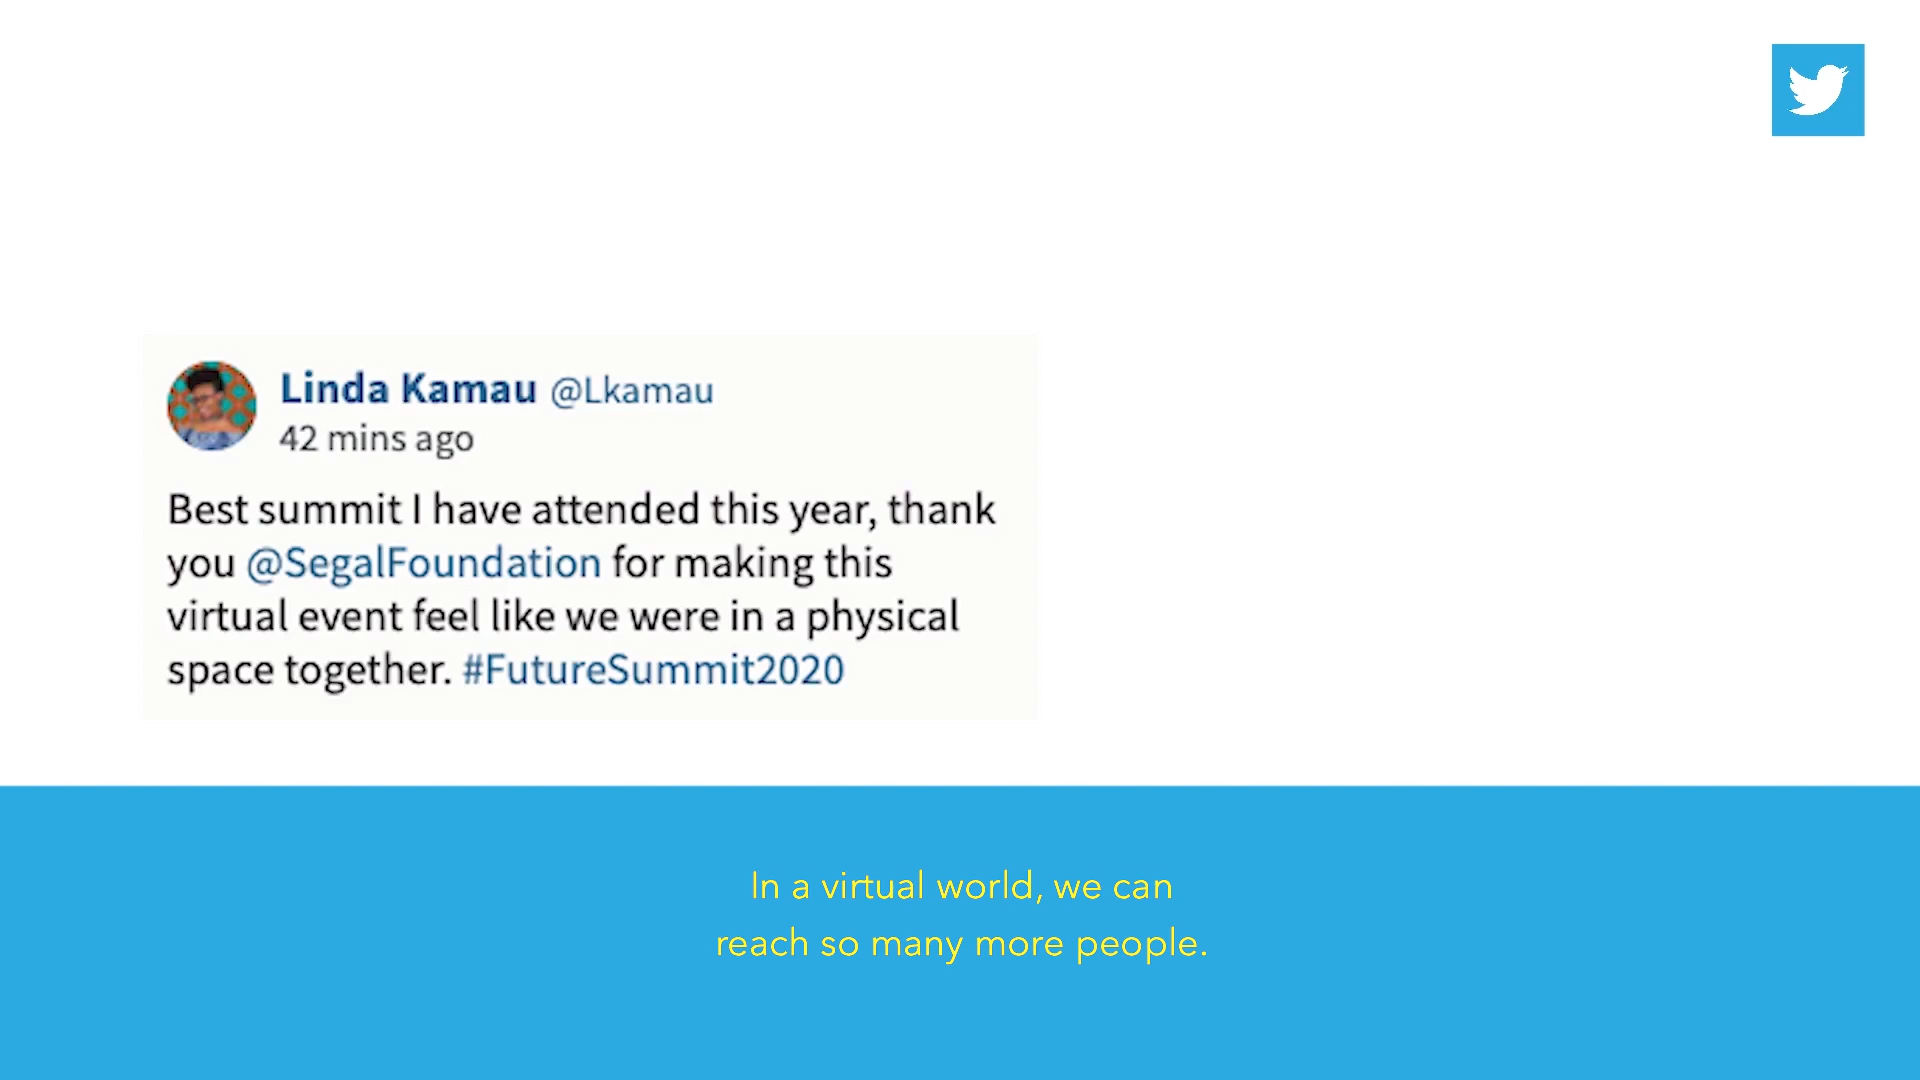 Linda Kamau @Lkamau
42 mins ago
Best summit I have attended this year, thank
you @SegalFoundation for making this
virtual event feel like we were in a physical
space together. #FutureSummit2020
In a virtual world, we can
reach so many more people.